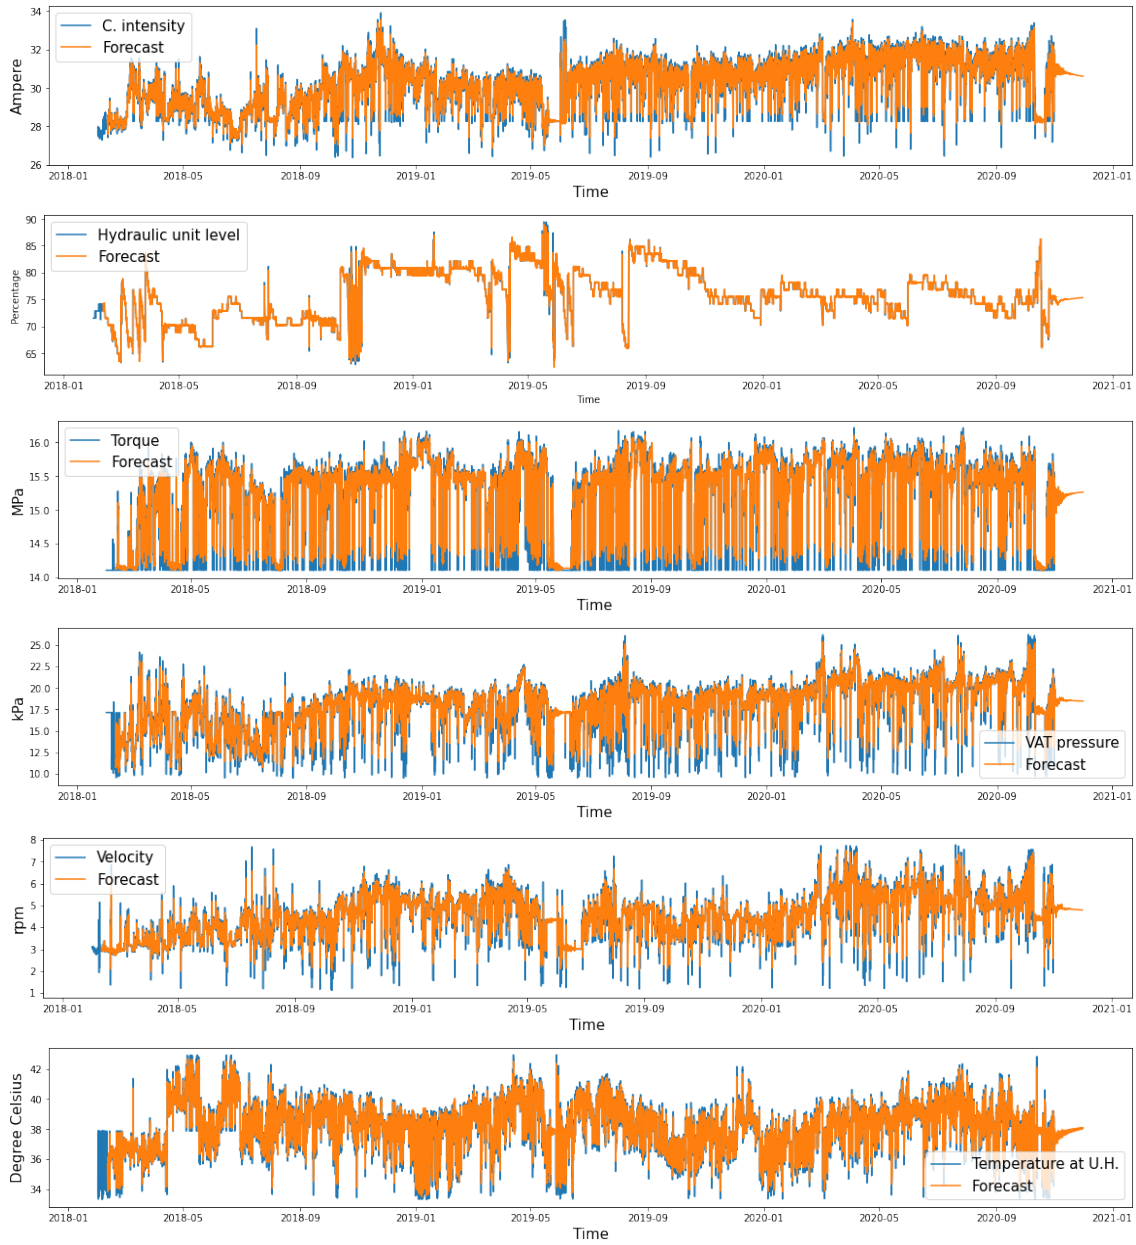 34
32
30
28
26
Ampere
C. intensity
Forecast
2018-01 2018-05 2018-09 2019-01 2019-05 2019-09 2020-01 2020-05 2020-09 2021-01
Time
90
85
80
75
70
65
Percentage
Hydraulic unit level
Forecast
2018-01 2018-05 2018-09 2019-01 2019-05 2019-09 2020-01 2020-05 2020-09 2021-01
Time
16.0
15.5
15.0
14.5
14.0
MPa
Torque
Forecast
2018-01 2018-05 2018-09 2019-01 2019-05 2019-09 2020-01 2020-05 2020-09 2021-01
Time
25.0
22.5
20.0
17.5
15.0
12.5
10.0
kPa
VAT pressure
Forecast
2018-01 2018-05 2018-09 2019-01 2019-05 2019-09 2020-01 2020-05 2020-09 2021-01
Time
8
7
6
5
4
3
2
1
rpm
Velocity
Forecast
2018-01 2018-05 2018-09 2019-01 2019-05 2019-09 2020-01 2020-05 2020-09 2021-01
Time
42
40
38
36
34
Degree Celsius
Temperature at U.H.
Forecast
2018-01 2018-05 2018-09 2019-01 2019-05 2019-09 2020-01 2020-05 2020-09 2021-01
Time